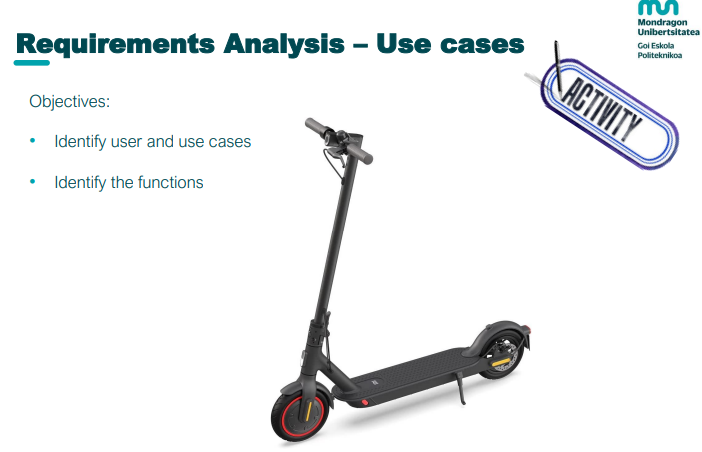 Mondragon
Unibertsitatea
Goi Eskola
Politeknikoa
Requirements Analysis – Use cases
ACTIVITY
Objectives:
• Identify user and use cases
• Identify the functions